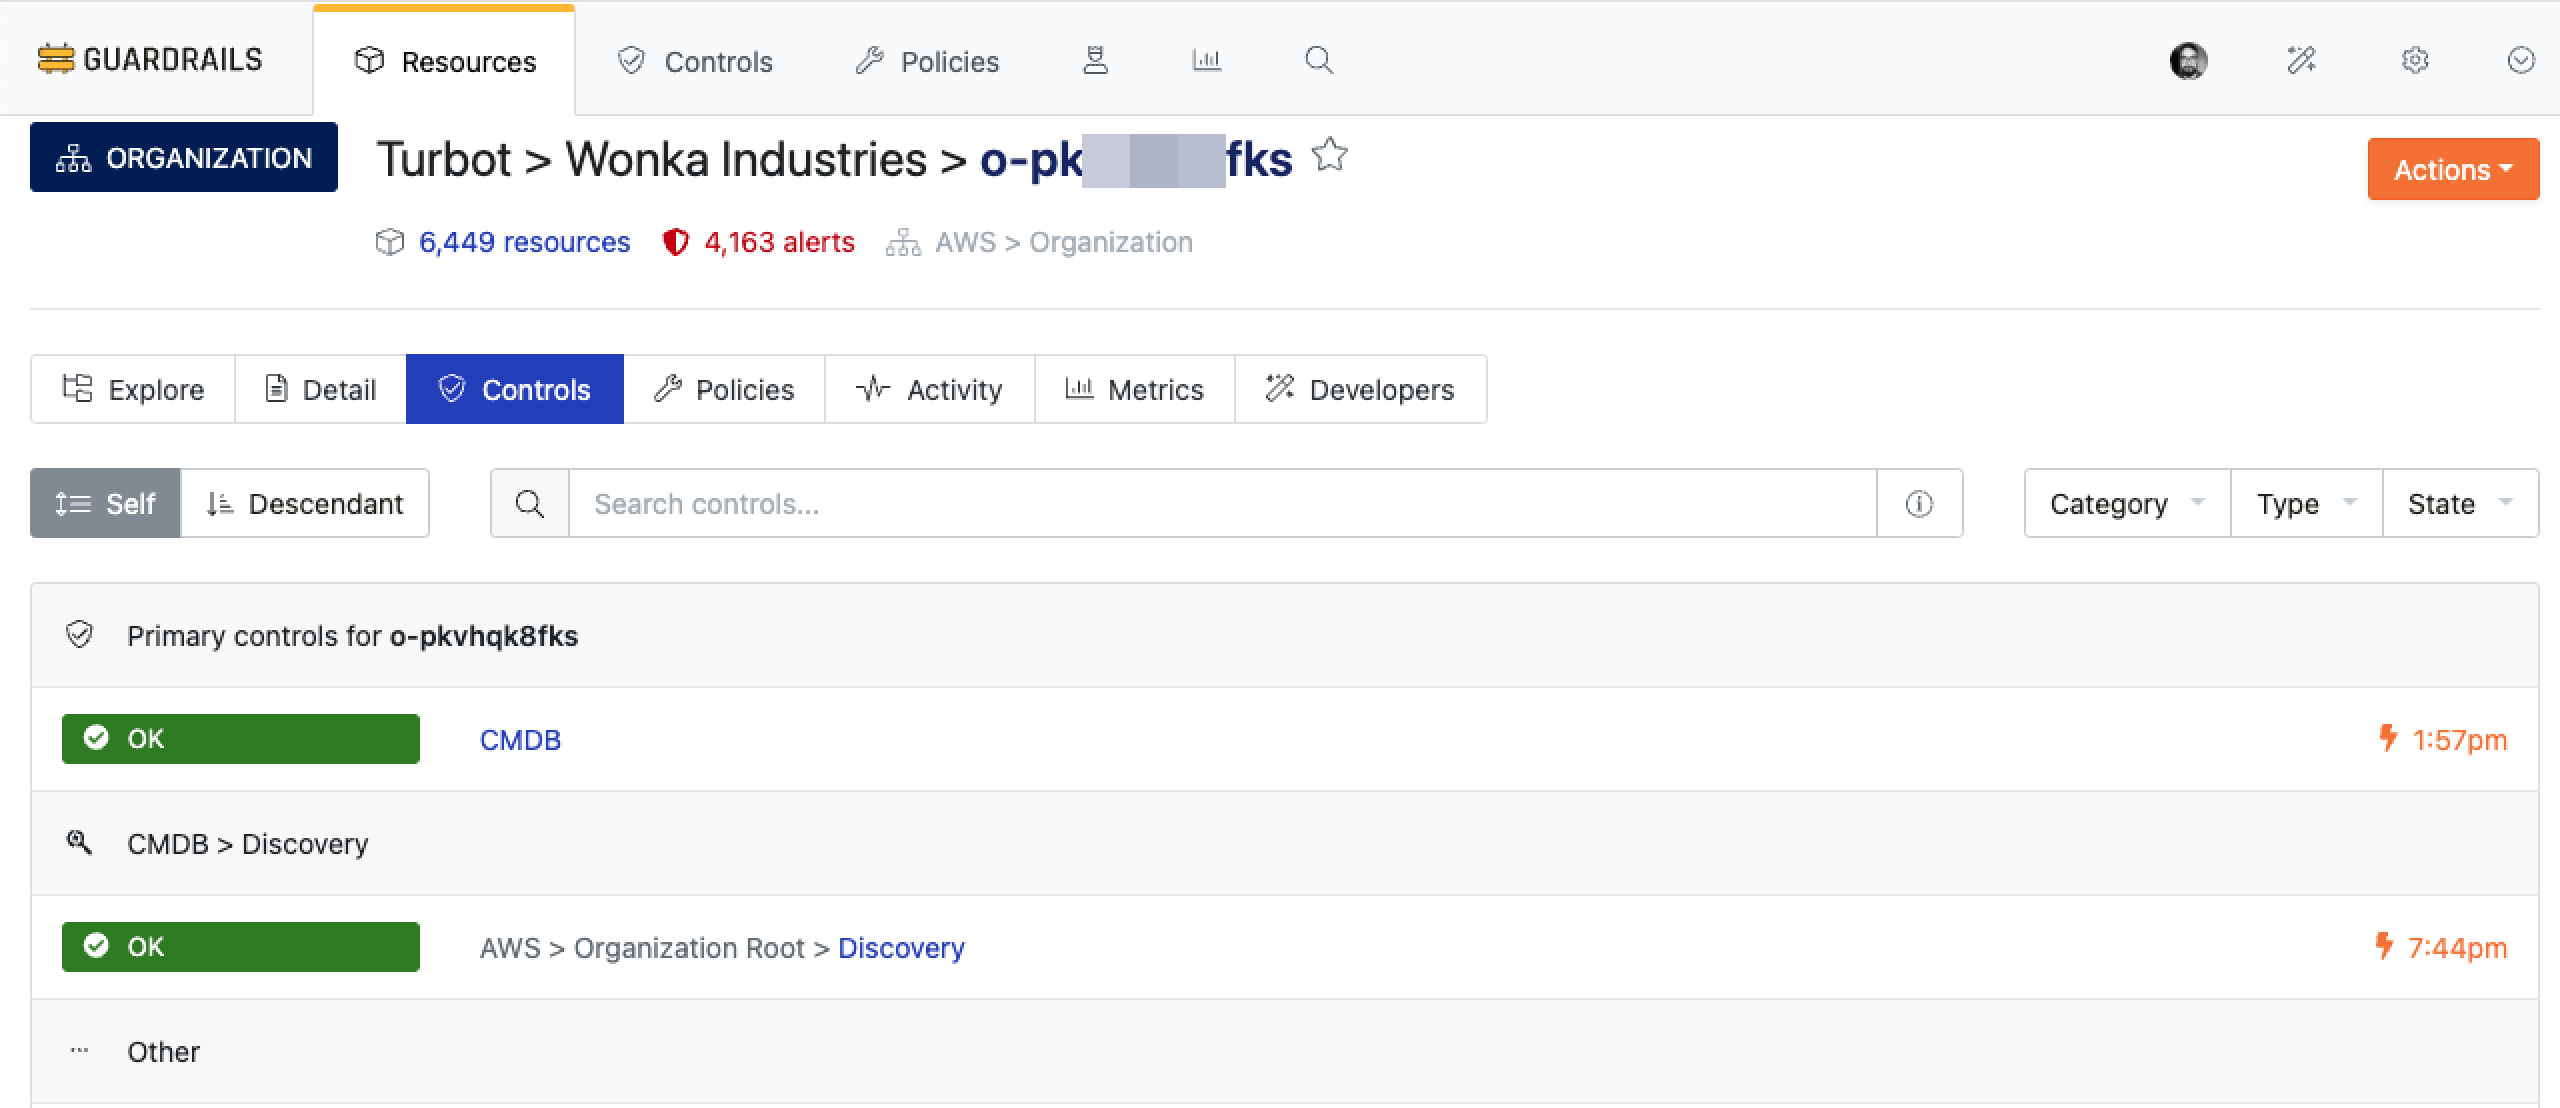 GUARDRAILS Resources Controls Policies
ORGANIZATION Turbot > Wonka Industries > o-pk fks Actions
6,449 resources 4,163 alerts AWS > Organization
Explore Detail Controls Policies Activity Metrics Developers
Self Descendant Search controls... Category Type State
Primary controls for o-pkvhqk8fks
OK CMDB 1:57pm
CMDB > Discovery
OK AWS > Organization Root > Discovery 7:44pm
Other